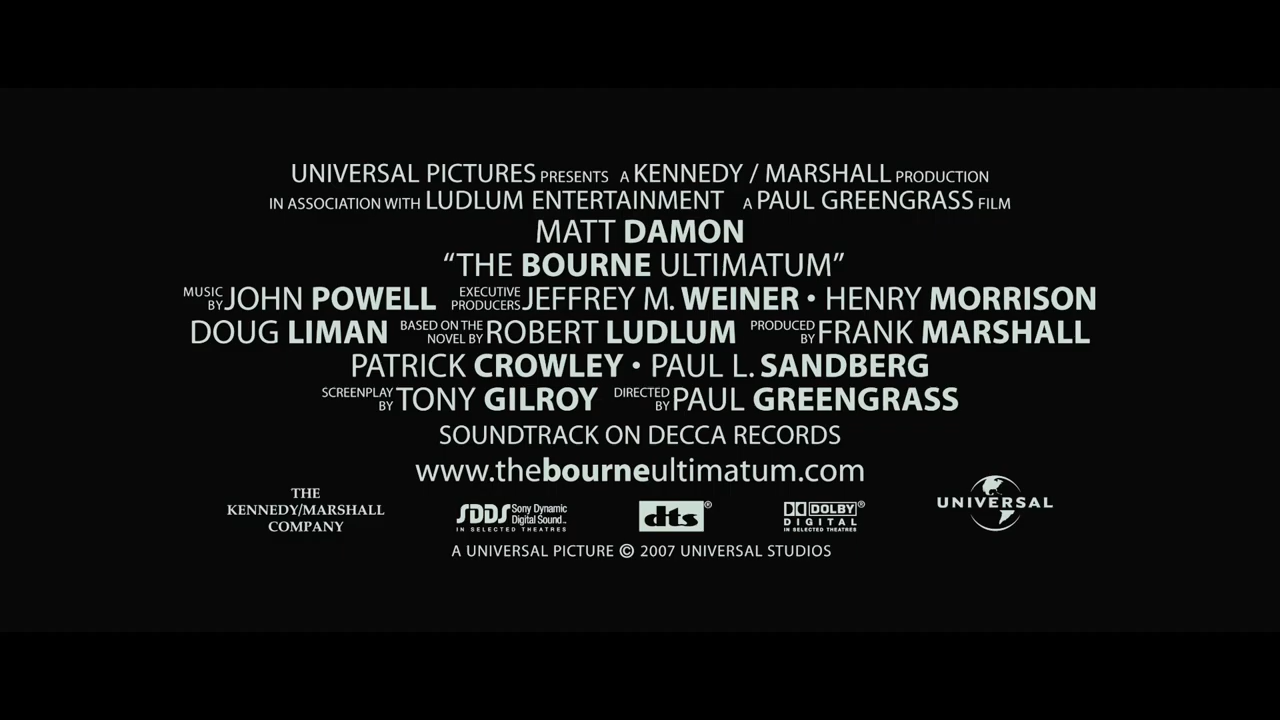 UNIVERSAL PICTURES PRESENTS A KENNEDY / MARSHALL PRODUCTION
IN ASSOCIATION WITH LUDLUM ENTERTAINMENT A PAUL GREENGRASS FILM
MATT DAMON
“THE BOURNE ULTIMATUM”
MUSIC BY JOHN POWELL EXECUTIVE PRODUCERS JEFFREY M. WEINER • HENRY MORRISON
DOUG LIMAN BASED ON THE NOVEL BY ROBERT LUDLUM PRODUCED BY FRANK MARSHALL
PATRICK CROWLEY • PAUL L. SANDBERG
SCREENPLAY BY TONY GILROY DIRECTED BY PAUL GREENGRASS
SOUNDTRACK ON DECCA RECORDS
www.thebourneultimatum.com
THE
KENNEDY/MARSHALL
COMPANY
SDDS Sony Dynamic
Digital Sound™
IN SELECTED THEATRES
dts®
DOLBY®
DIGITAL
IN SELECTED THEATRES
UNIVERSAL
A UNIVERSAL PICTURE © 2007 UNIVERSAL STUDIOS